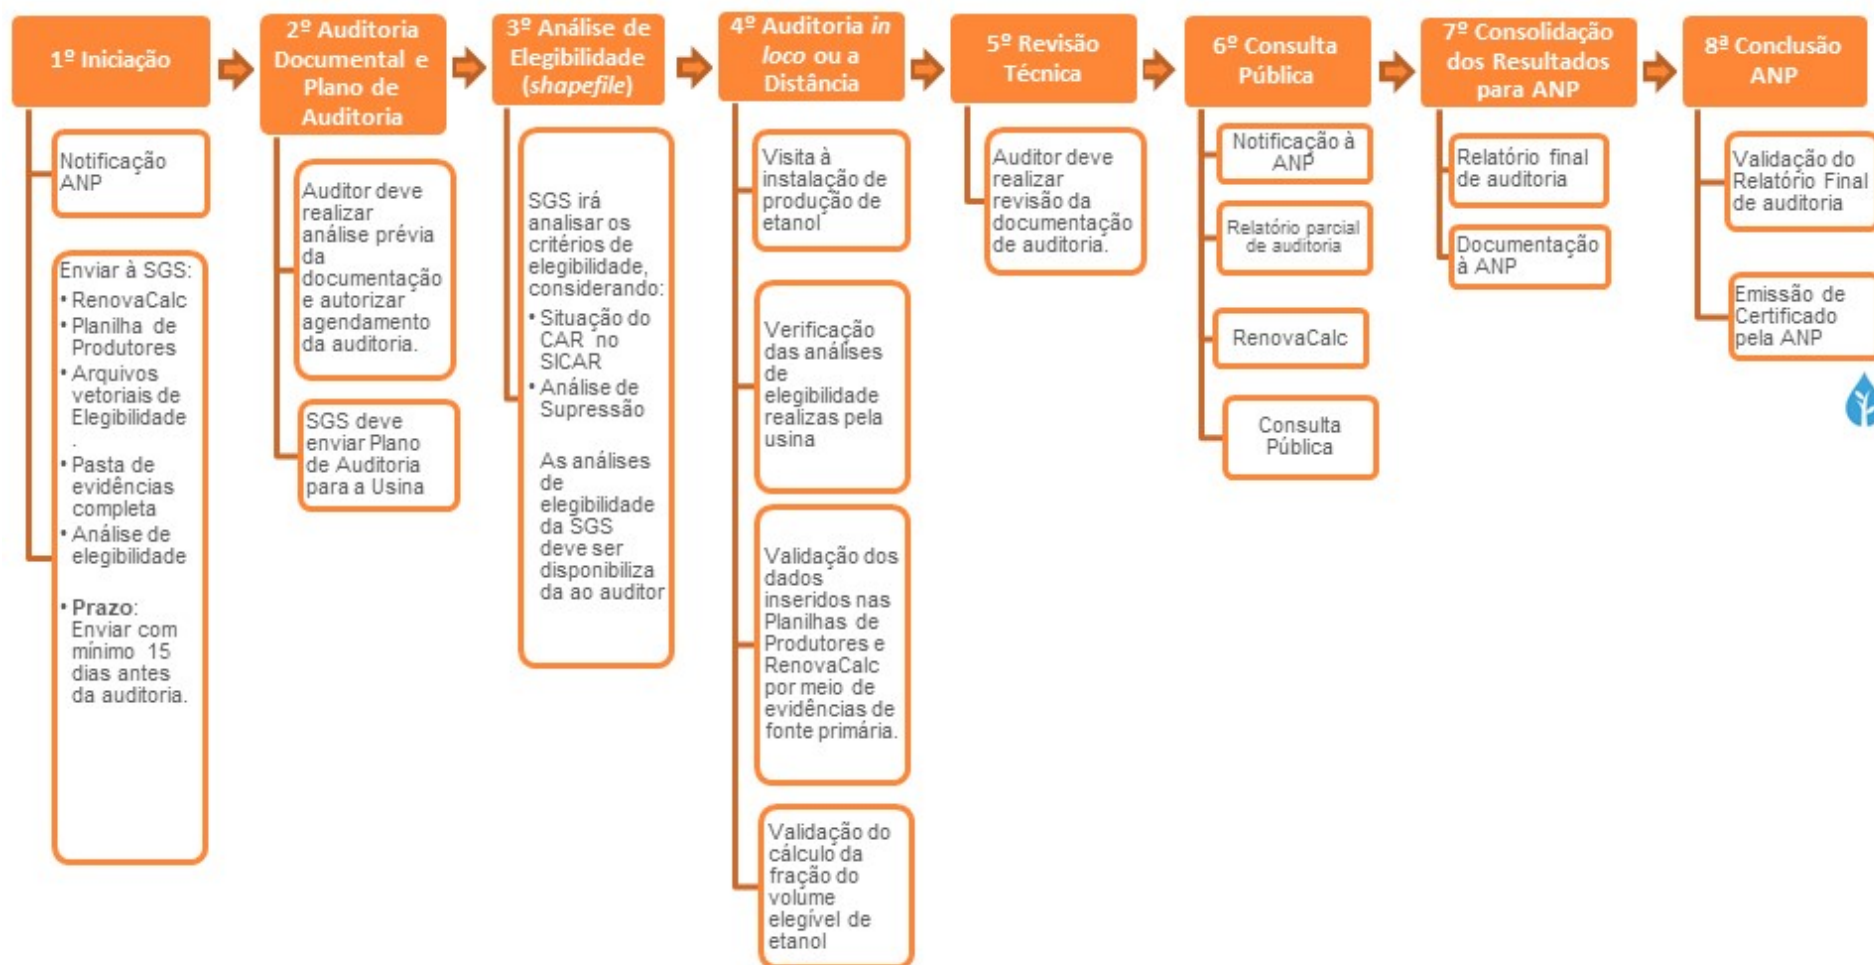 1º Iniciação
Notificação
ANP
Enviar à SGS:
• RenovaCalc
• Planilha de
Produtores
• Arquivos
vetoriais de
Elegibilidade
.
• Pasta de
evidências
completa
• Análise de
elegibilidade
• Prazo:
Enviar com
mínimo 15
dias antes
da auditoria.
2º Auditoria
Documental e
Plano de
Auditoria
Auditor deve
realizar
análise prévia
da
documentação
e autorizar
agendamento
da auditoria.
SGS deve
enviar Plano
de Auditoria
para a Usina
3º Análise de
Elegibilidade
(shapefile)
SGS irá
analisar os
critérios de
elegibilidade,
considerando:
• Situação do
CAR no
SICAR
• Análise de
Supressão
As análises
de
elegibilidade
da SGS
deve ser
disponibiliza
da ao auditor
4º Auditoria in
loco ou a
Distância
Visita à
instalação de
produção de
etanol
Verificação
das análises
de
elegibilidade
realizas pela
usina
Validação dos
dados
inseridos nas
Planilhas de
Produtores e
RenovaCalc
por meio de
evidências de
fonte primária.
Validação do
cálculo da
fração do
volume
elegível de
etanol
5º Revisão
Técnica
Auditor deve
realizar
revisão da
documentação
de auditoria.
6º Consulta
Pública
Notificação à
ANP
Relatório parcial
de auditoria
RenovaCalc
Consulta
Pública
7º Consolidação
dos Resultados
para ANP
Relatório final
de auditoria
Documentação
à ANP
8ª Conclusão
ANP
Validação do
Relatório Final
de auditoria
Emissão de
Certificado
pela ANP